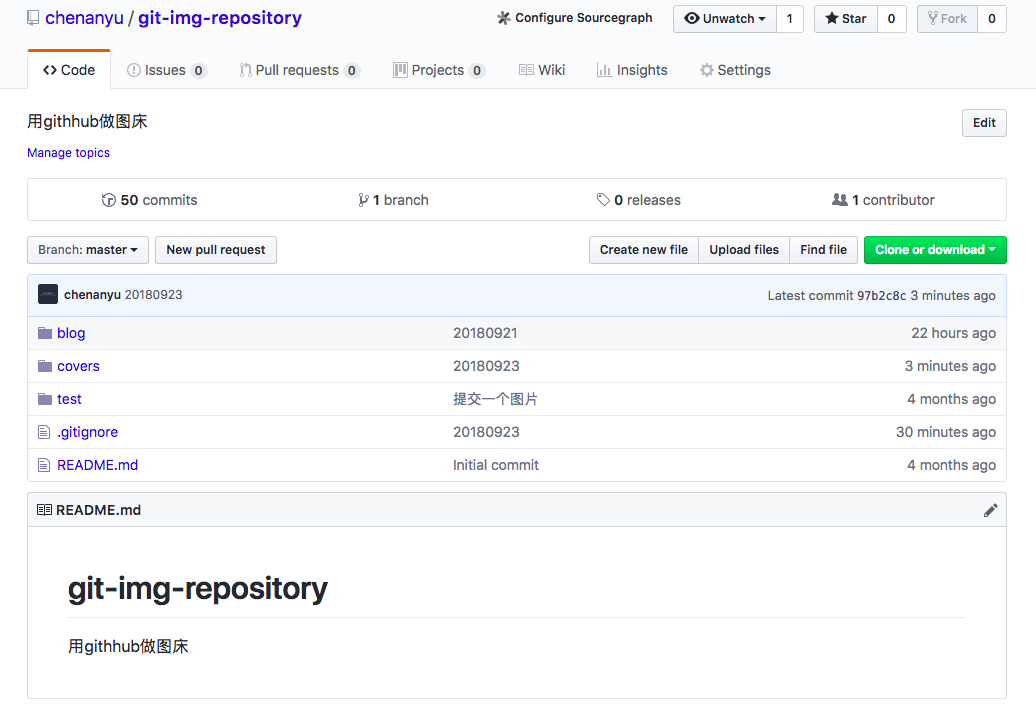 chenanyu / git-img-repository Configure Sourcegraph Unwatch 1 Star 0 Fork 0
Code Issues 0 Pull requests 0 Projects 0 Wiki Insights Settings
用githhub做图床 Edit
Manage topics
50 commits 1 branch 0 releases 1 contributor
Branch: master New pull request Create new file Upload files Find file Clone or download
chenanyu 20180923 Latest commit 97b2c8c 3 minutes ago
blog 20180921 22 hours ago
covers 20180923 3 minutes ago
test 提交一个图片 4 months ago
.gitignore 20180923 30 minutes ago
README.md Initial commit 4 months ago
README.md
git-img-repository
用githhub做图床